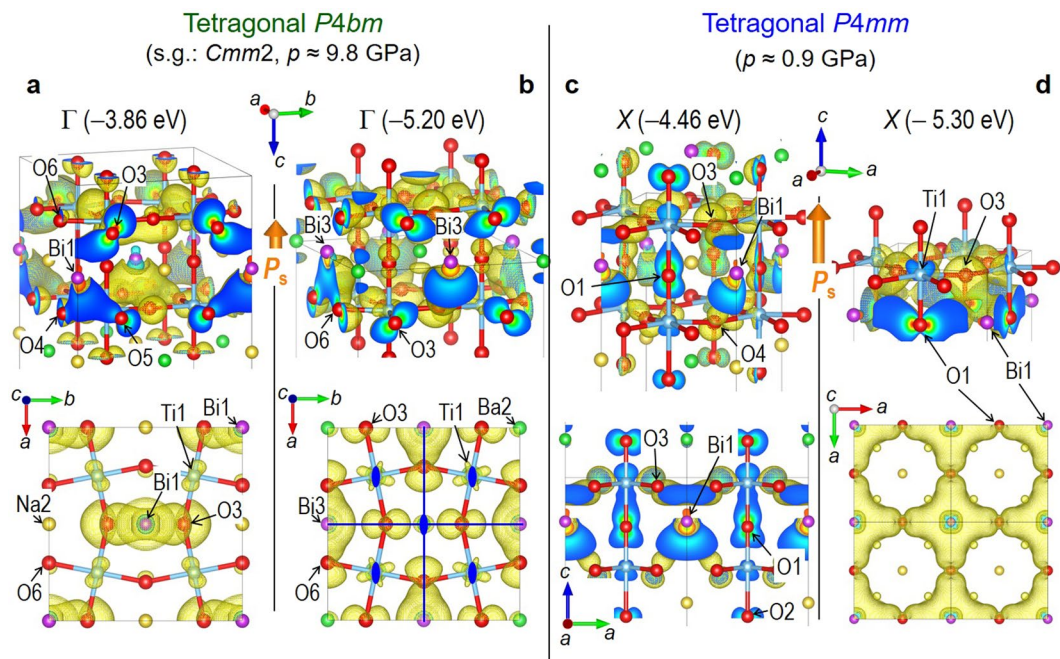 Tetragonal P4bm
(s.g.: Cmm2, p ≈ 9.8 GPa)
Tetragonal P4mm
(p ≈ 0.9 GPa)
a
Γ (–3.86 eV)
a
b
c
b
Γ (–5.20 eV)
c
X (–4.46 eV)
c
a
a
d
X (– 5.30 eV)
O6
O3
Bi1
O4
O5
Ps
Bi3
Bi3
O6
O3
O3
Bi1
O1
O4
Ps
Ti1
O3
O1
Bi1
c
b
a
Ti1
Bi1
Na2
Bi1
O3
O6
c
b
a
O3
Ti1
Ba2
Bi3
O6
O3
Bi1
O1
O2
c
a
a
c
a
a